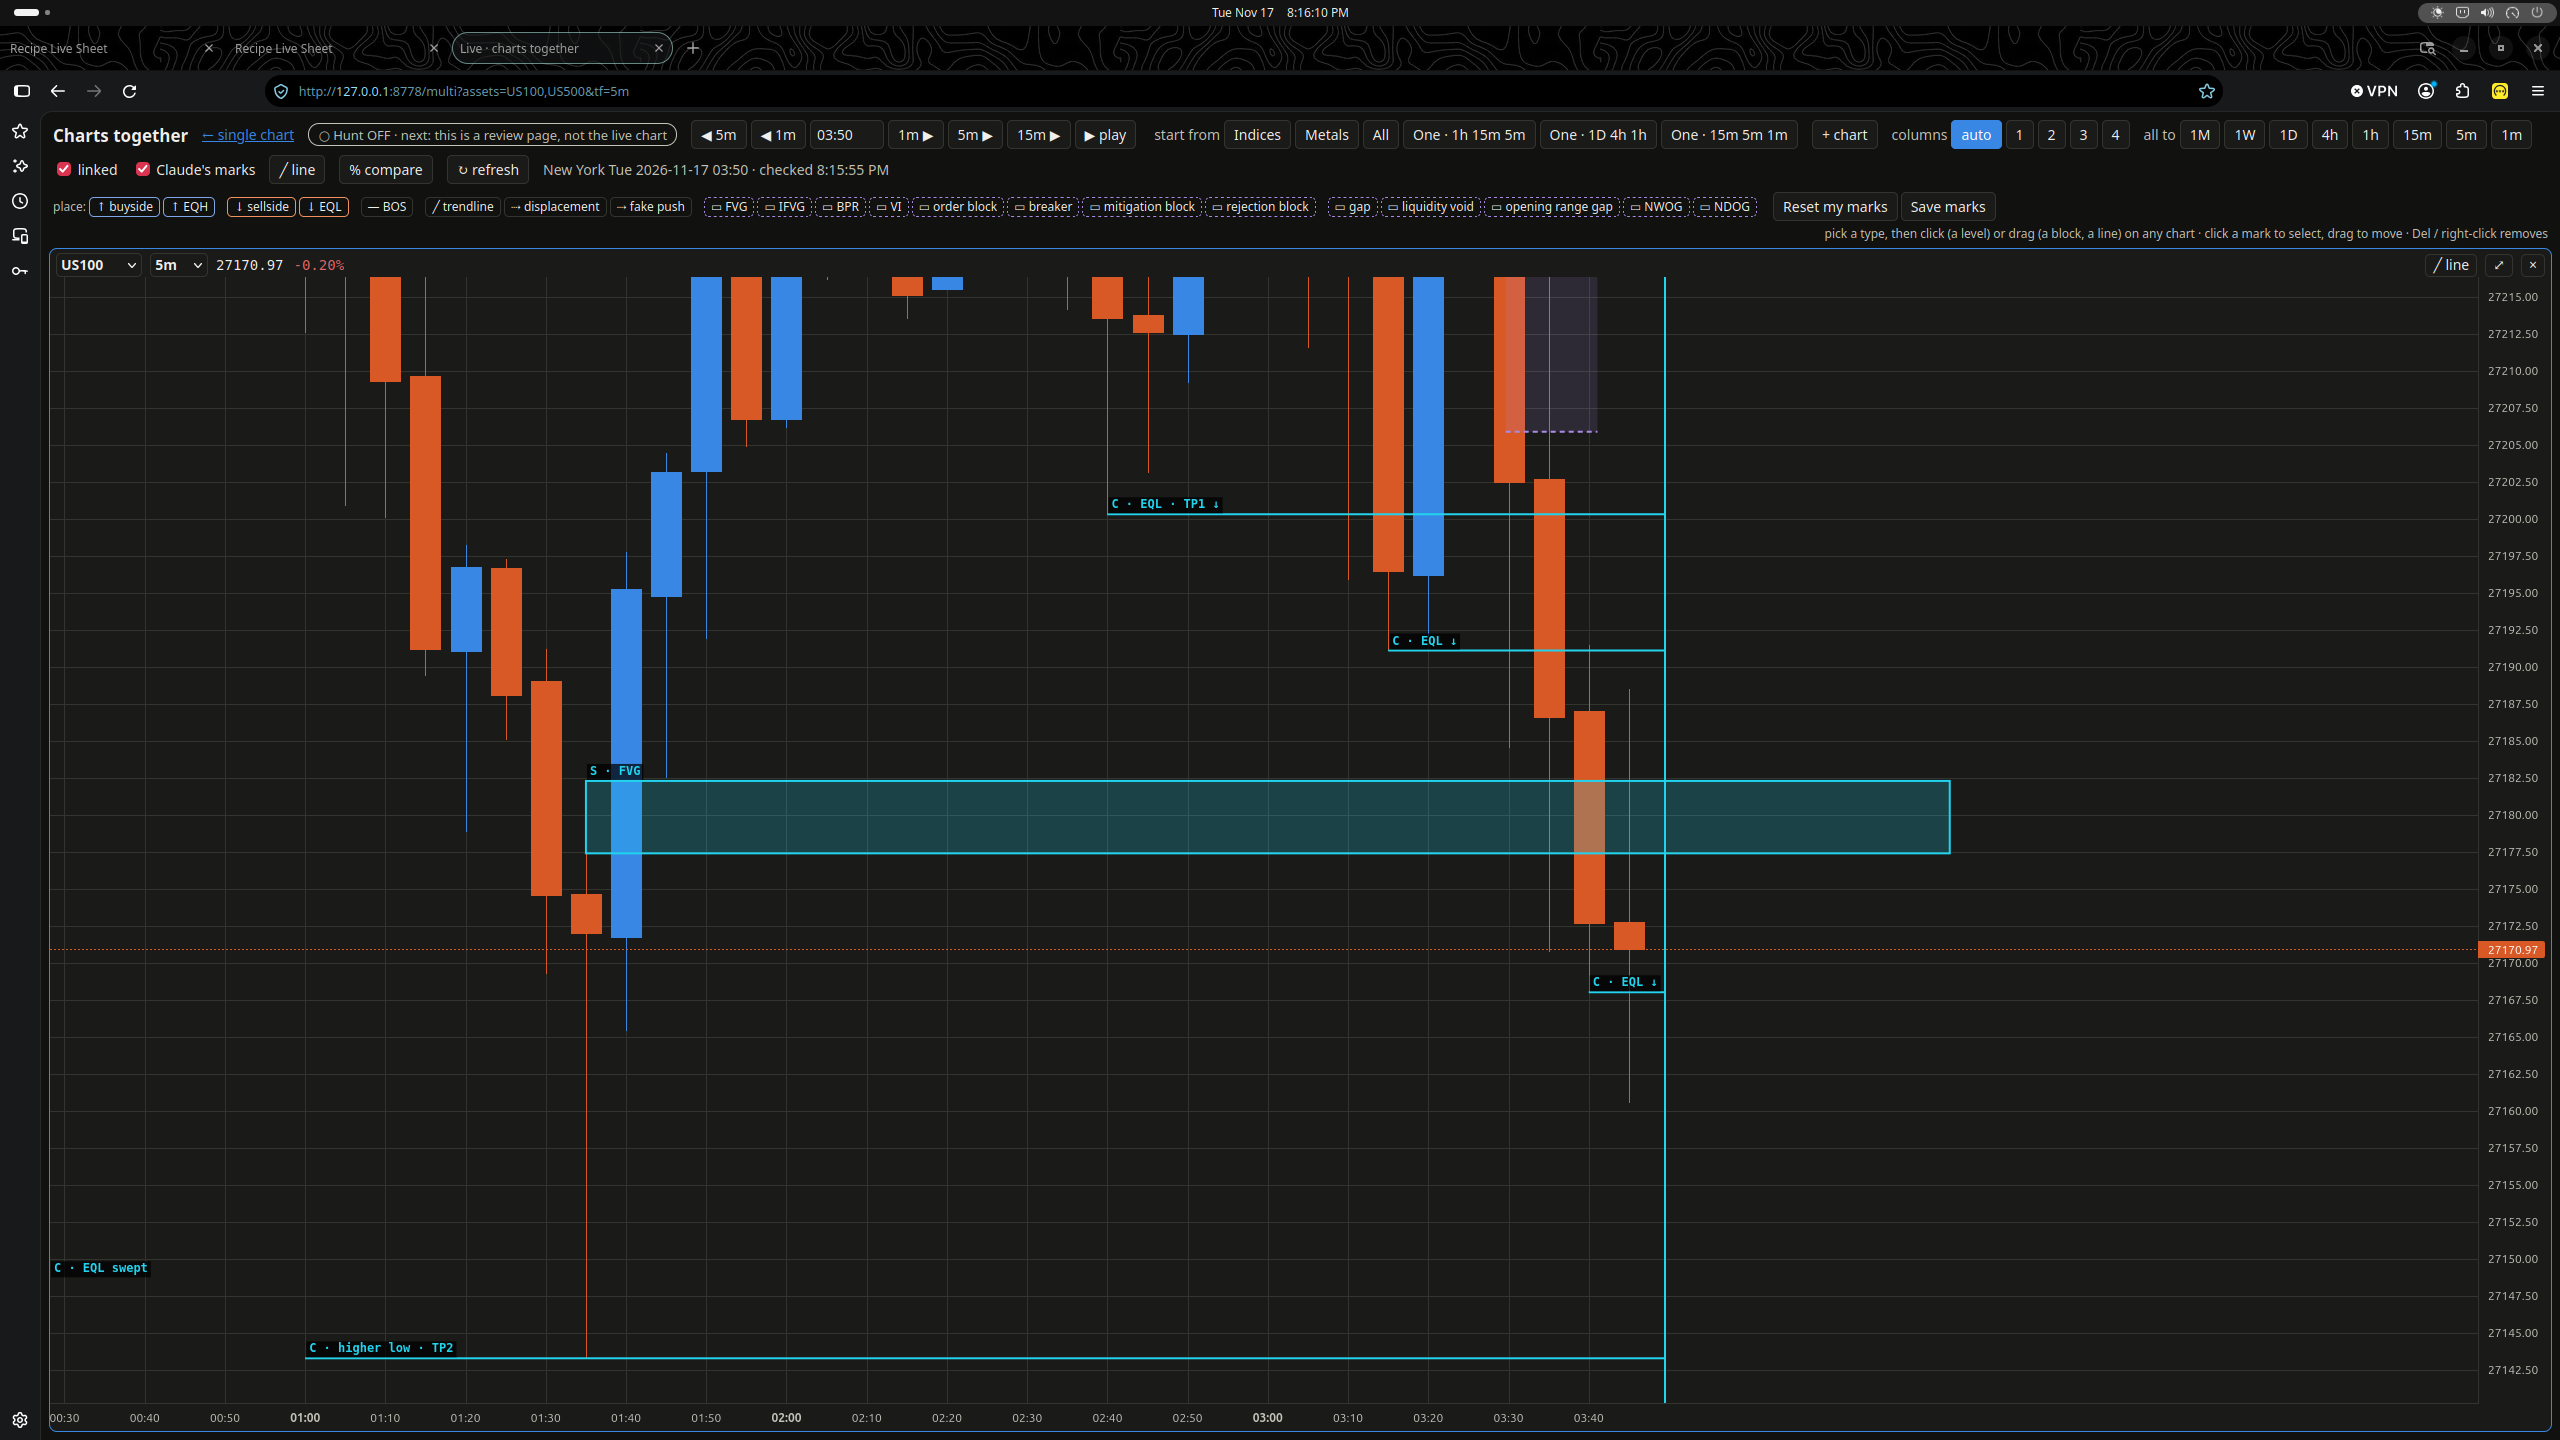 Tue Nov 17 8:16:10 PM
Recipe Live Sheet
Recipe Live Sheet
Live · charts together
http://127.0.0.1:8778/multi?assets=US100,US500&tf=5m
VPN
Charts together
← single chart
○ Hunt OFF · next: this is a review page, not the live chart
◀ 5m
◀ 1m
03:50
1m ▶
5m ▶
15m ▶
▶ play
start from
Indices
Metals
All
One · 1h 15m 5m
One · 1D 4h 1h
One · 15m 5m 1m
+ chart
columns
auto
1
2
3
4
all to
1M
1W
1D
4h
1h
15m
5m
1m
linked
Claude's marks
╱ line
% compare
↻ refresh
New York Tue 2026-11-17 03:50 · checked 8:15:55 PM
place:
↑ buyside
↑ EQH
↓ sellside
↓ EQL
— BOS
╱ trendline
→ displacement
→ fake push
▭ FVG
▭ IFVG
▭ BPR
▭ VI
▭ order block
▭ breaker
▭ mitigation block
▭ rejection block
▭ gap
▭ liquidity void
▭ opening range gap
▭ NWOG
▭ NDOG
Reset my marks
Save marks
pick a type, then click (a level) or drag (a block, a line) on any chart · click a mark to select, drag to move · Del / right-click removes
US100
5m
27170.97 -0.20%
╱ line
27215.00
27212.50
27210.00
27207.50
27205.00
27202.50
C · EQL · TP1 ↓
27200.00
27197.50
27195.00
27192.50
C · EQL ↓
27190.00
27187.50
27185.00
S · FVG
27182.50
27180.00
27177.50
27175.00
27172.50
27170.97
27170.00
C · EQL ↓
27167.50
27165.00
27162.50
27160.00
27157.50
27155.00
27152.50
27150.00
C · EQL swept
27147.50
27145.00
C · higher low · TP2
27142.50
00:30
00:40
00:50
01:00
01:10
01:20
01:30
01:40
01:50
02:00
02:10
02:20
02:30
02:40
02:50
03:00
03:10
03:20
03:30
03:40